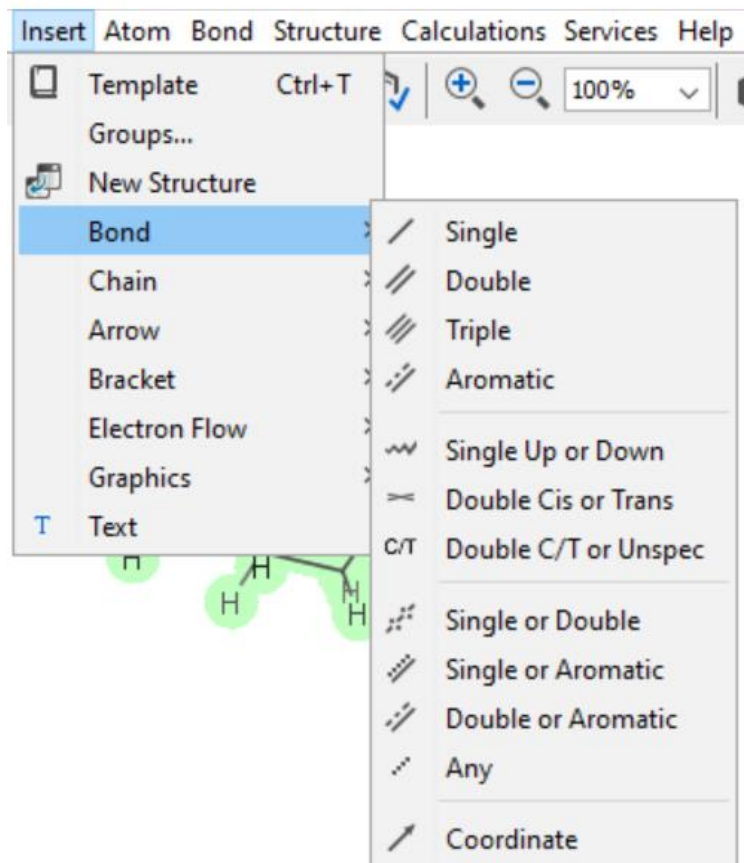 Insert Atom Bond Structure Calculations Services Help
Template Ctrl+T
100%
Groups...
New Structure
Bond
Chain
Arrow
Bracket
Electron Flow
Graphics
T Text
Single
Double
Triple
Aromatic
Single Up or Down
Double Cis or Trans
C/T Double C/T or Unspec
Single or Double
Single or Aromatic
Double or Aromatic
Any
Coordinate
H H
H H
H